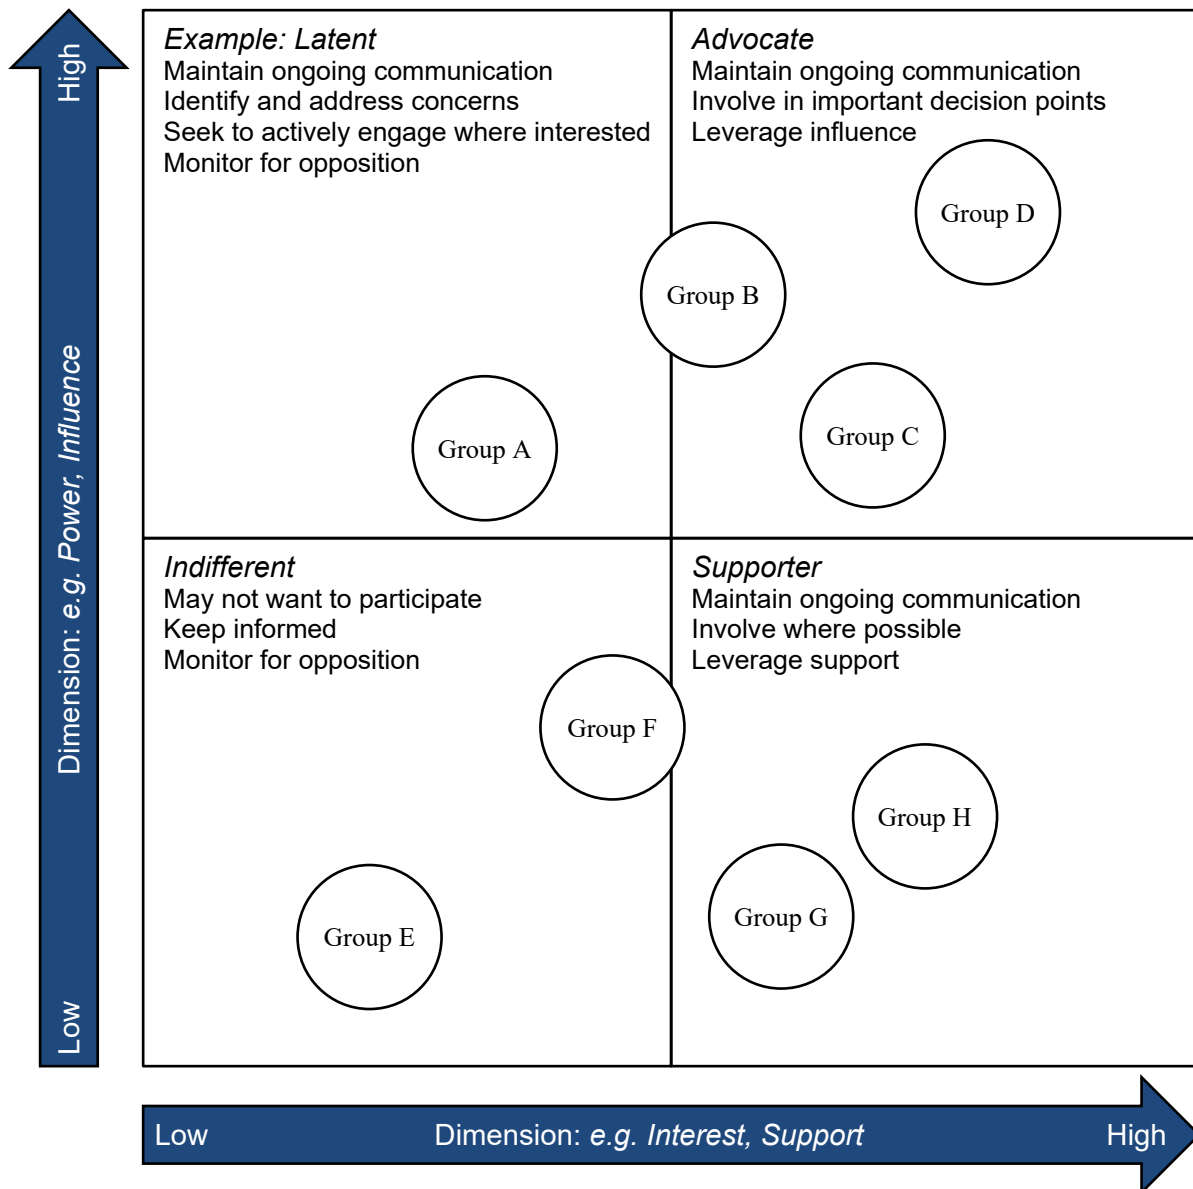 High
Dimension: e.g. Power, Influence
Low
Example: Latent
Maintain ongoing communication
Identify and address concerns
Seek to actively engage where interested
Monitor for opposition
Advocate
Maintain ongoing communication
Involve in important decision points
Leverage influence
Group D
Group B
Group C
Group A
Indifferent
May not want to participate
Keep informed
Monitor for opposition
Supporter
Maintain ongoing communication
Involve where possible
Leverage support
Group F
Group H
Group G
Group E
Low
Dimension: e.g. Interest, Support
High